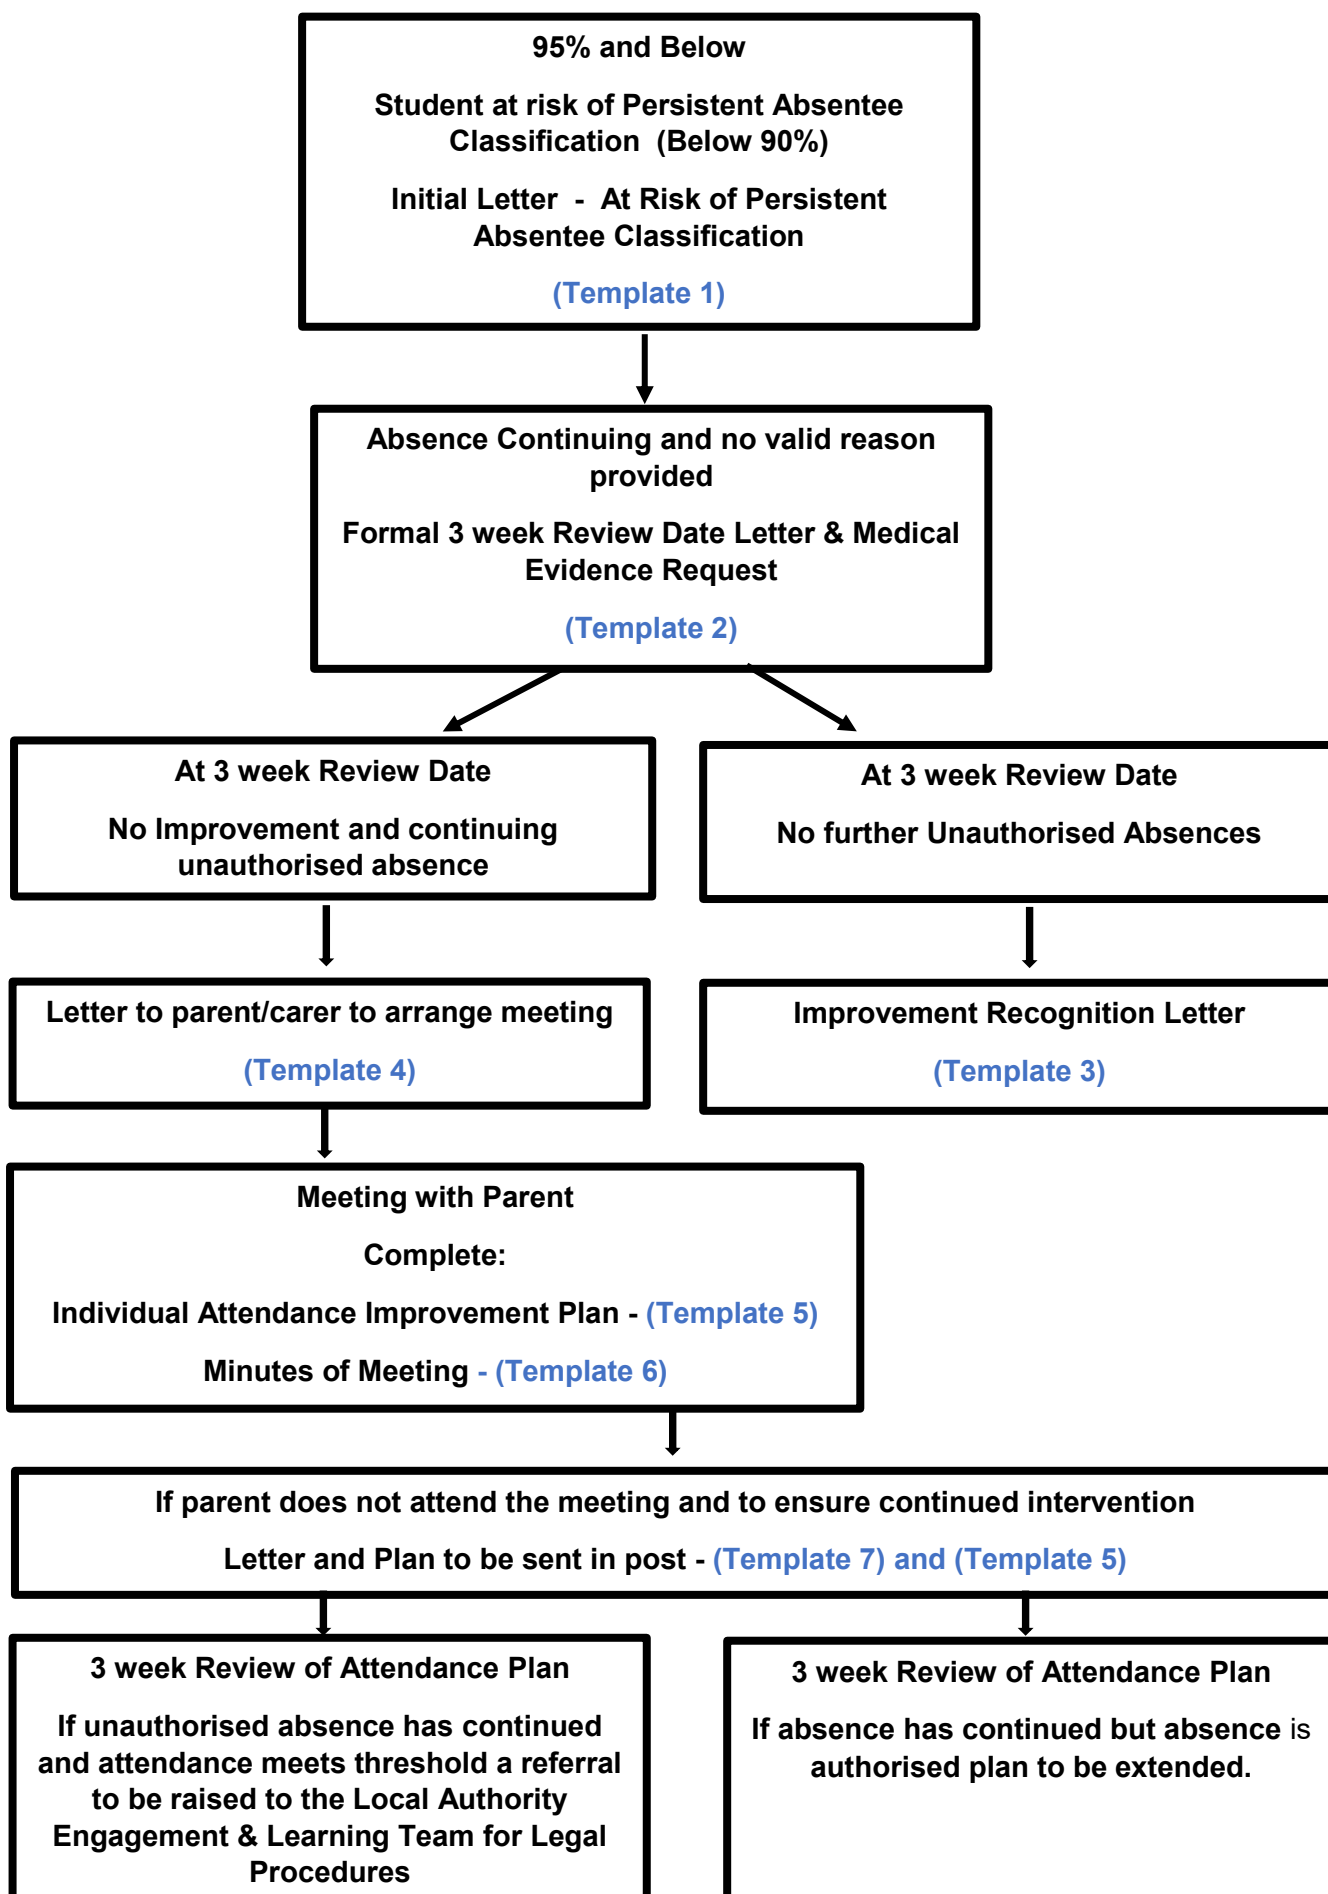 95% and Below
Student at risk of Persistent Absentee
Classification  (Below 90%)
Initial Letter  -  At Risk of Persistent
Absentee Classification
(Template 1)
Absence Continuing and no valid reason
provided
Formal 3 week Review Date Letter & Medical
Evidence Request
(Template 2)
At 3 week Review Date
No Improvement and continuing
unauthorised absence
At 3 week Review Date
No further Unauthorised Absences
Letter to parent/carer to arrange meeting
(Template 4)
Improvement Recognition Letter
(Template 3)
Meeting with Parent
Complete:
Individual Attendance Improvement Plan - (Template 5)
Minutes of Meeting - (Template 6)
If parent does not attend the meeting and to ensure continued intervention
Letter and Plan to be sent in post - (Template 7) and (Template 5)
3 week Review of Attendance Plan
If unauthorised absence has continued
and attendance meets threshold a referral
to be raised to the Local Authority
Engagement & Learning Team for Legal
Procedures
3 week Review of Attendance Plan
If absence has continued but absence is
authorised plan to be extended.